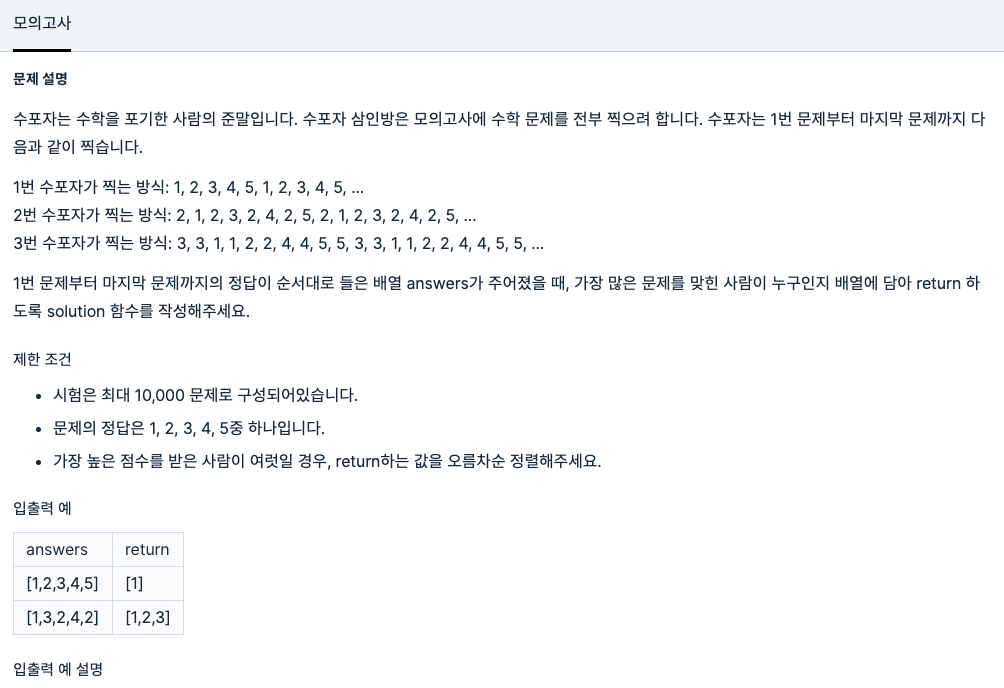 모의고사
문제 설명
수포자는 수학을 포기한 사람의 준말입니다. 수포자 삼인방은 모의고사에 수학 문제를 전부 찍으려 합니다. 수포자는 1번 문제부터 마지막 문제까지 다
음과 같이 찍습니다.
1번 수포자가 찍는 방식: 1, 2, 3, 4, 5, 1, 2, 3, 4, 5, ...
2번 수포자가 찍는 방식: 2, 1, 2, 3, 2, 4, 2, 5, 2, 1, 2, 3, 2, 4, 2, 5, ...
3번 수포자가 찍는 방식: 3, 3, 1, 1, 2, 2, 4, 4, 5, 5, 3, 3, 1, 1, 2, 2, 4, 4, 5, 5, ...
1번 문제부터 마지막 문제까지의 정답이 순서대로 들은 배열 answers가 주어졌을 때, 가장 많은 문제를 맞힌 사람이 누구인지 배열에 담아 return 하
도록 solution 함수를 작성해주세요.
제한 조건
• 시험은 최대 10,000 문제로 구성되어있습니다.
• 문제의 정답은 1, 2, 3, 4, 5중 하나입니다.
• 가장 높은 점수를 받은 사람이 여럿일 경우, return하는 값을 오름차순 정렬해주세요.
입출력 예
answers return
[1,2,3,4,5] [1]
[1,3,2,4,2] [1,2,3]
입출력 예 설명